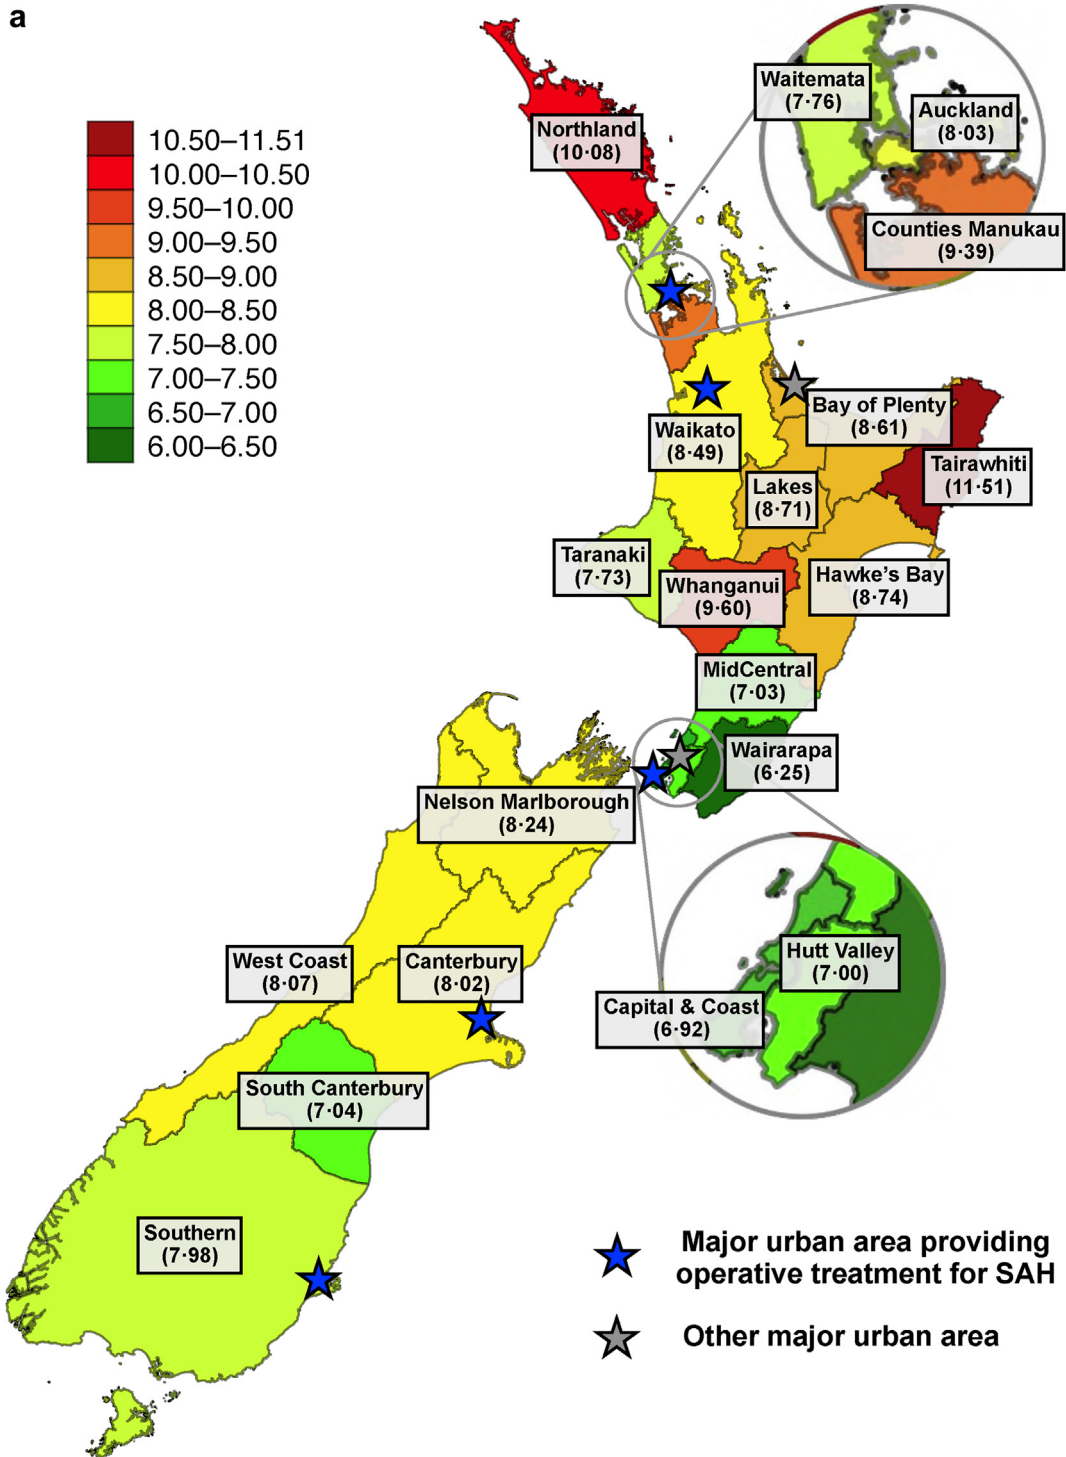 a
10.50–11.51
10.00–10.50
9.50–10.00
9.00–9.50
8.50–9.00
8.00–8.50
7.50–8.00
7.00–7.50
6.50–7.00
6.00–6.50
Northland
(10·08)
Waitemata
(7·76)
Auckland
(8·03)
Counties Manukau
(9·39)
Waikato
(8·49)
Bay of Plenty
(8·61)
Lakes
(8·71)
Tairawhiti
(11·51)
Taranaki
(7·73)
Whanganui
(9·60)
Hawke's Bay
(8·74)
MidCentral
(7·03)
Wairarapa
(6·25)
Nelson Marlborough
(8·24)
Hutt Valley
(7·00)
Capital & Coast
(6·92)
West Coast
(8·07)
Canterbury
(8·02)
South Canterbury
(7·04)
Southern
(7·98)
Major urban area providing
operative treatment for SAH
Other major urban area